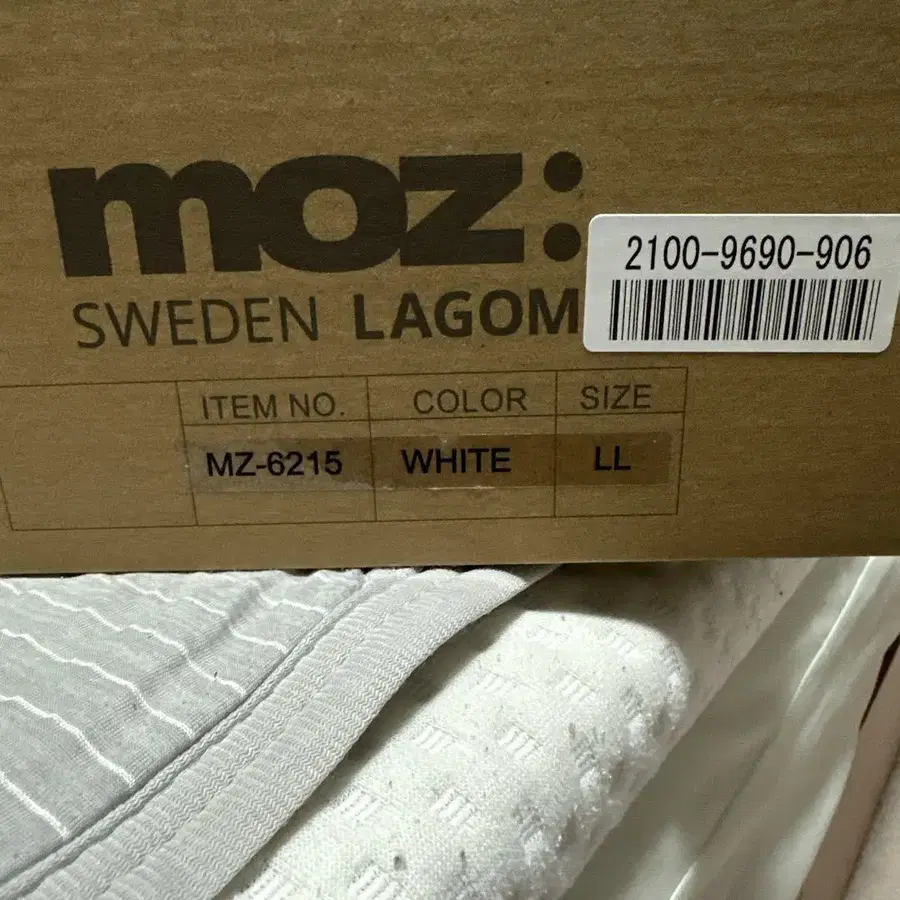 moz:
SWEDEN LAGOM
2100-9690-906
ITEM NO. COLOR SIZE
MZ-6215 WHITE LL